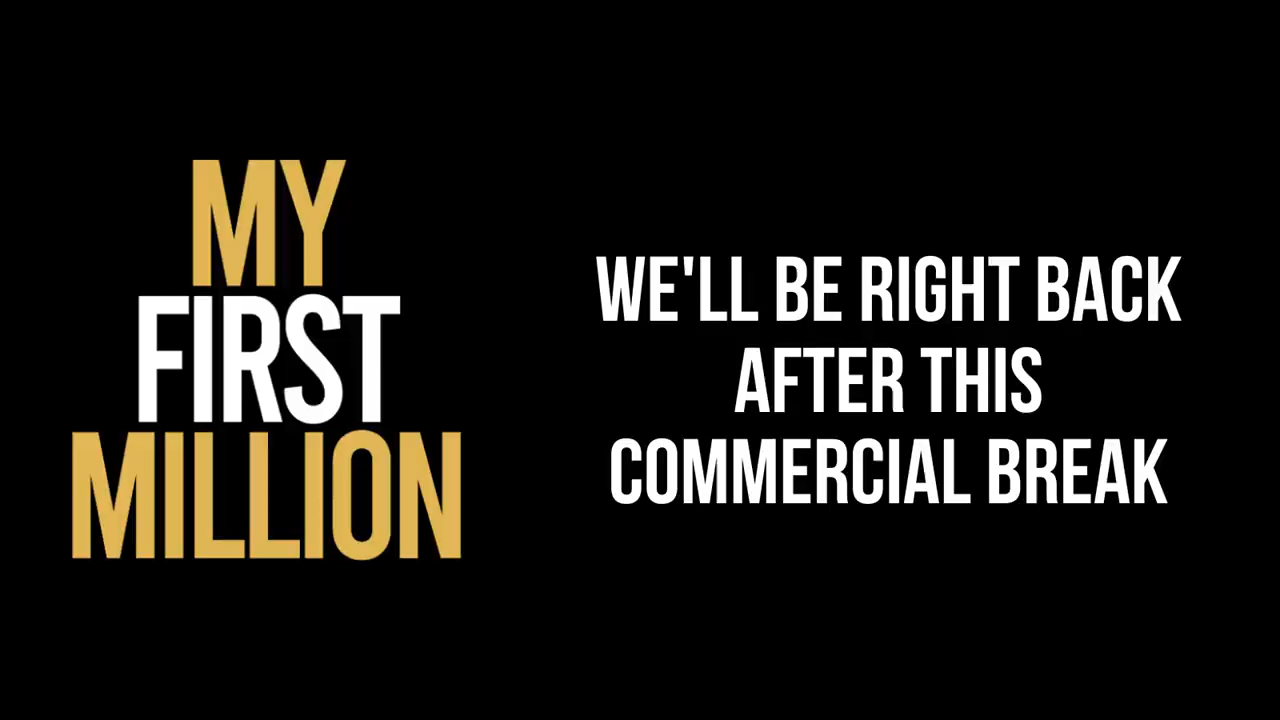 MY
FIRST
MILLION
WE'LL BE RIGHT BACK
AFTER THIS
COMMERCIAL BREAK